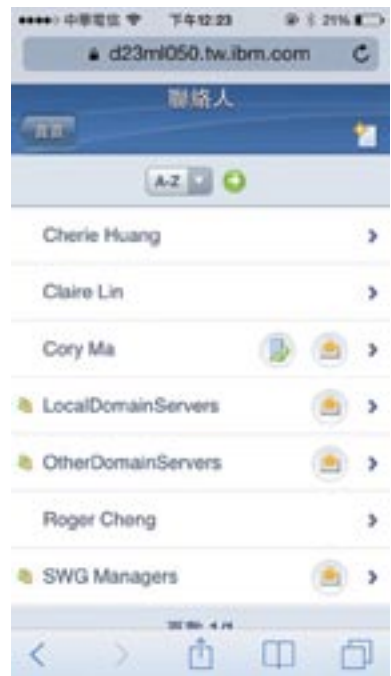 中華電信 下午12:23 21%
d23ml050.tw.ibm.com
聯絡人
首頁
A-Z
Cherie Huang
Claire Lin
Cory Ma
LocalDomainServers
OtherDomainServers
Roger Cheng
SWG Managers